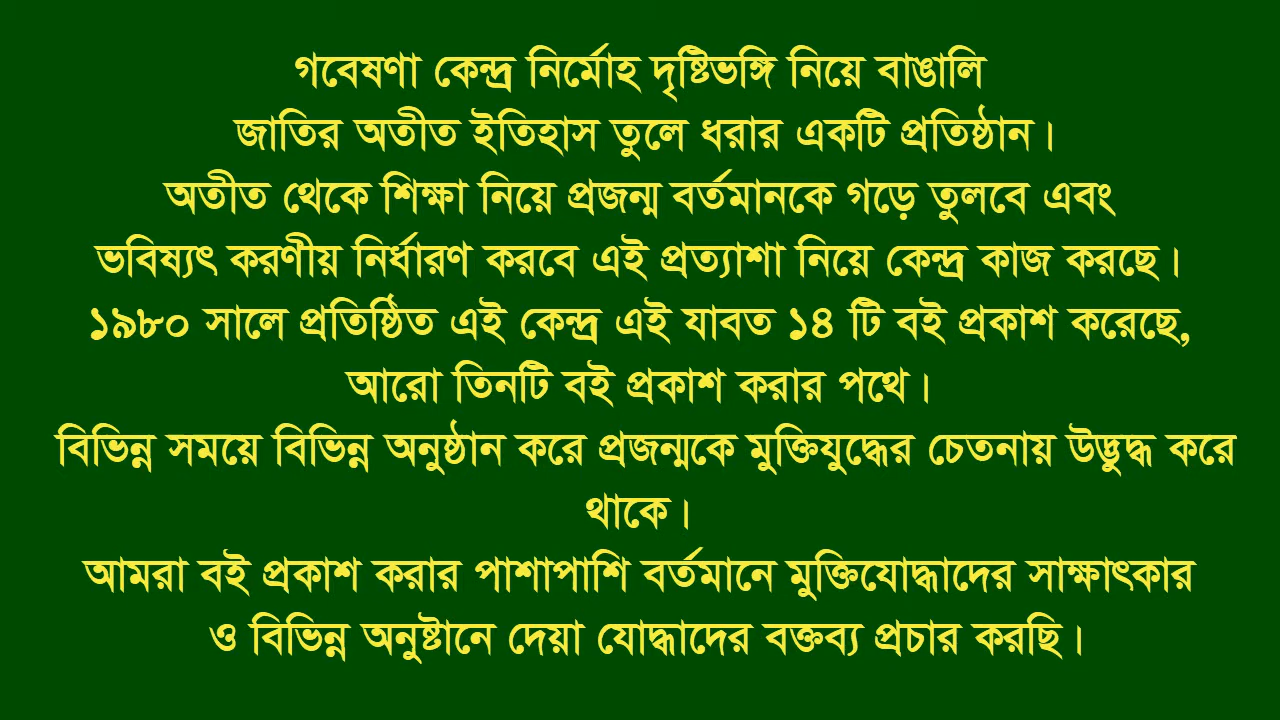 গবেষণা কেন্দ্র নির্মোহ দৃষ্টিভঙ্গি নিয়ে বাঙালি
জাতির অতীত ইতিহাস তুলে ধরার একটি প্রতিষ্ঠান।
অতীত থেকে শিক্ষা নিয়ে প্রজন্ম বর্তমানকে গড়ে তুলবে এবং
ভবিষ্যৎ করণীয় নির্ধারণ করবে এই প্রত্যাশা নিয়ে কেন্দ্র কাজ করছে।
১৯৮০ সালে প্রতিষ্ঠিত এই কেন্দ্র এই যাবত ১৪ টি বই প্রকাশ করেছে,
আরো তিনটি বই প্রকাশ করার পথে।
বিভিন্ন সময়ে বিভিন্ন অনুষ্ঠান করে প্রজন্মকে মুক্তিযুদ্ধের চেতনায় উদ্ভুদ্ধ করে
থাকে।
আমরা বই প্রকাশ করার পাশাপাশি বর্তমানে মুক্তিযোদ্ধাদের সাক্ষাৎকার
ও বিভিন্ন অনুষ্টানে দেয়া যোদ্ধাদের বক্তব্য প্রচার করছি।